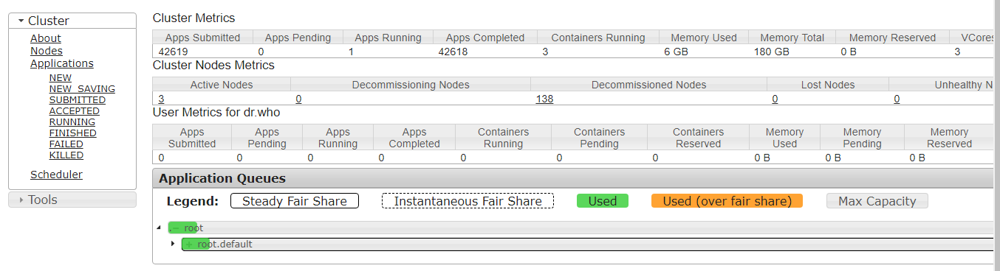 Cluster
About
Nodes
Applications
NEW
NEW_SAVING
SUBMITTED
ACCEPTED
RUNNING
FINISHED
FAILED
KILLED
Scheduler
Tools
Cluster Metrics
Apps Submitted Apps Pending Apps Running Apps Completed Containers Running Memory Used Memory Total Memory Reserved VCores
42619 0 1 42618 3 6 GB 180 GB 0 B 3
Cluster Nodes Metrics
Active Nodes Decommissioning Nodes Decommissioned Nodes Lost Nodes Unhealthy N
3 0 138 0 0
User Metrics for dr.who
Apps Apps Apps Apps Containers Containers Containers Memory Memory Memory
Submitted Pending Running Completed Running Pending Reserved Used Pending Reserved
0 0 0 0 0 0 0 0 B 0 B 0 B
Application Queues
Legend: Steady Fair Share Instantaneous Fair Share Used Used (over fair share) Max Capacity
root
root.default